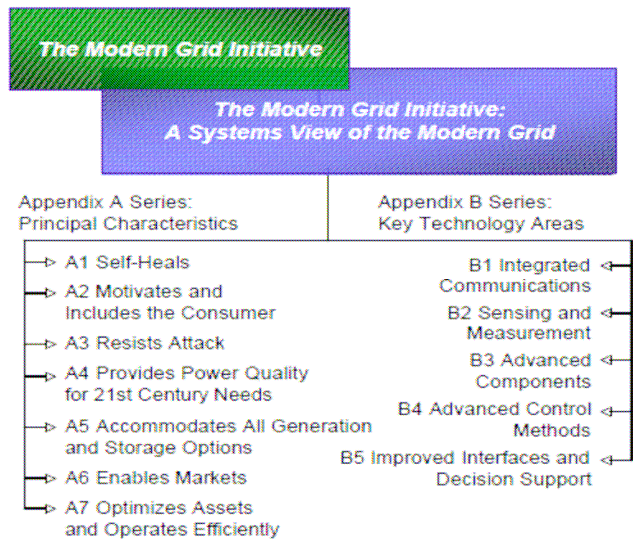 The Modern Grid Initiative
The Modern Grid Initiative:
A Systems View of the Modern Grid
Appendix A Series:
Principal Characteristics
A1 Self-Heals
A2 Motivates and
Includes the Consumer
A3 Resists Attack
A4 Provides Power Quality
for 21st Century Needs
A5 Accommodates All Generation
and Storage Options
A6 Enables Markets
A7 Optimizes Assets
and Operates Efficiently
Appendix B Series:
Key Technology Areas
B1 Integrated
Communications
B2 Sensing and
Measurement
B3 Advanced
Components
B4 Advanced Control
Methods
B5 Improved Interfaces and
Decision Support